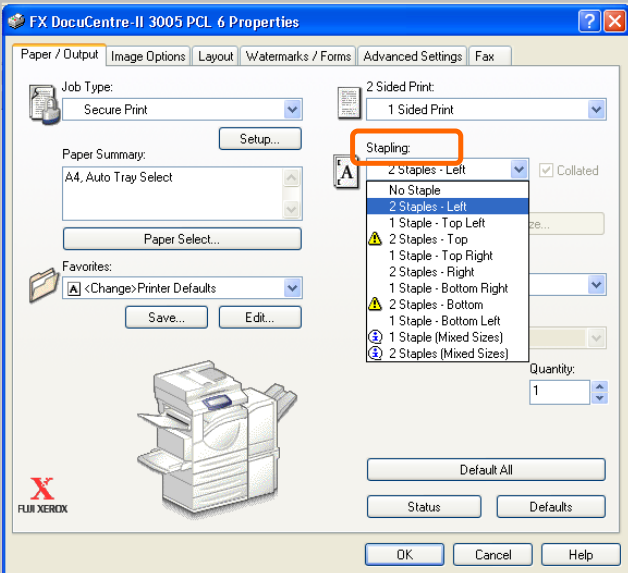 FX DocuCentre-II 3005 PCL 6 Properties
Paper / Output
Image Options
Layout
Watermarks / Forms
Advanced Settings
Fax
Job Type:
Secure Print
Setup...
Paper Summary:
A4, Auto Tray Select
Paper Select...
Favorites:
A <Change>Printer Defaults
Save...
Edit...
FUJI XEROX
2 Sided Print:
1 Sided Print
Stapling:
A
2 Staples - Left
Collated
No Staple
2 Staples - Left
1 Staple - Top Left
2 Staples - Top
1 Staple - Top Right
2 Staples - Right
1 Staple - Bottom Right
2 Staples - Bottom
1 Staple - Bottom Left
1 Staple (Mixed Sizes)
2 Staples (Mixed Sizes)
Quantity:
1
Default All
Status
Defaults
OK
Cancel
Help